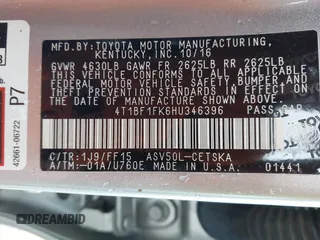 MFD.BY:TOYOTA MOTOR MANUFACTURING,
KENTUCKY,INC. 10/16
GVWR 4630LB GAWR FR 2625LB RR 2625LB
THIS VEHICLE CONFORMS TO ALL APPLICABLE
FEDERAL MOTOR VEHICLE SAFETY, BUMPER, AND
THEFT PREVENTION STANDARDS IN EFFECT ON
THE DATE OF MANUFACTURE SHOWN ABOVE.
4T1BF1FK6HU346396 PASS.CAR
C/TR:1J9/FF15 ASV50L-CETSKA
A/TM:-01A/U760E MADE IN U.S.A. 01441
P7
42661-06722
B
© DREAMBID